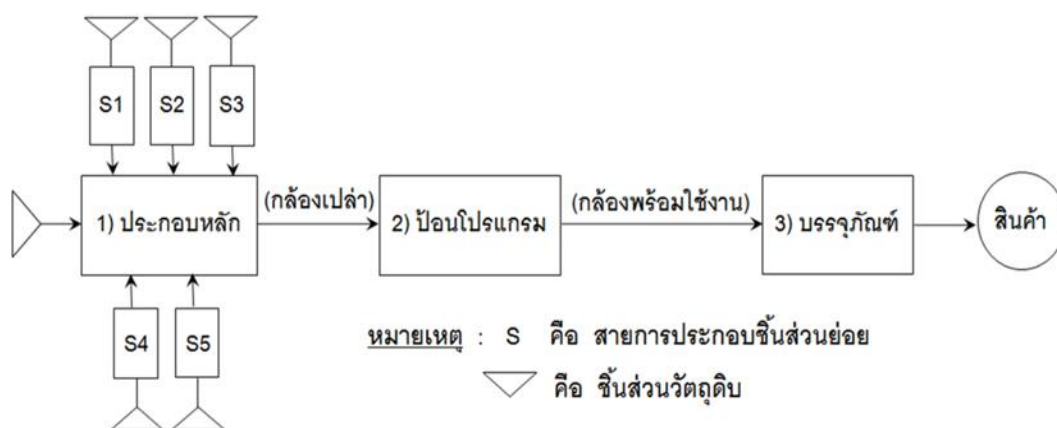 S1 S2 S3
1) ประกอบหลัก
(กล้องเปล่า)
2) ป้อนโปรแกรม
(กล้องพร้อมใช้งาน)
3) บรรจุภัณฑ์
สินค้า
S4 S5
หมายเหตุ : S คือ สายการประกอบชิ้นส่วนย่อย
คือ ชิ้นส่วนวัตถุดิบ